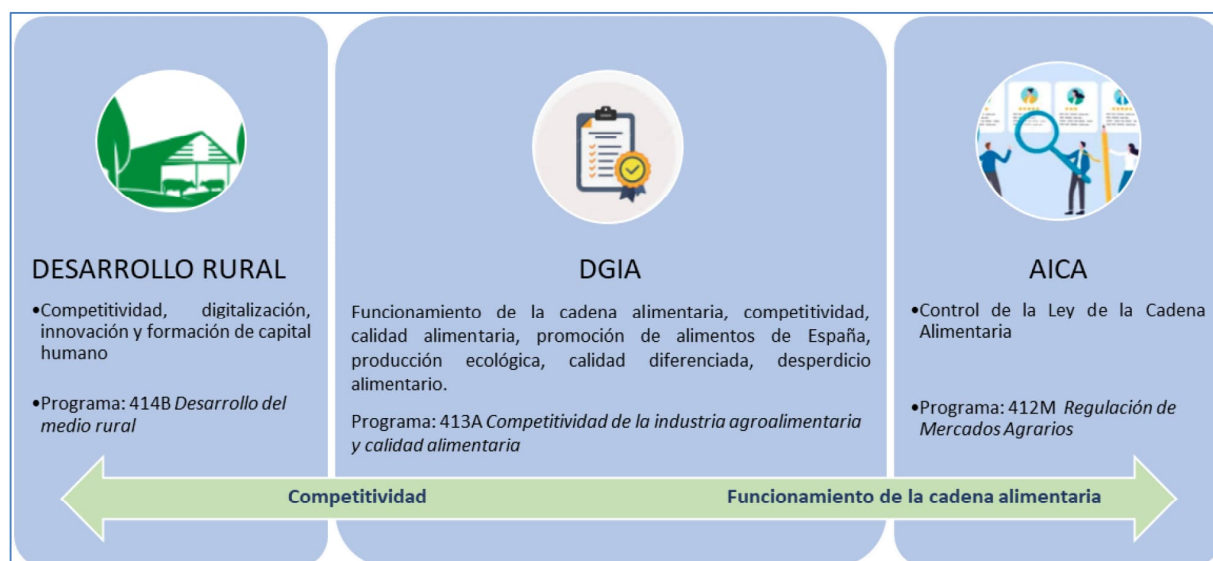 DESARROLLO RURAL
•Competitividad, digitalización,
innovación y formación de capital
humano
•Programa: 414B Desarrollo del
medio rural
DGIA
Funcionamiento de la cadena alimentaria, competitividad,
calidad alimentaria, promoción de alimentos de España,
producción ecológica, calidad diferenciada, desperdicio
alimentario.
Programa: 413A Competitividad de la industria agroalimentaria
y calidad alimentaria
AICA
•Control de la Ley de la Cadena
Alimentaria
•Programa: 412M Regulación de
Mercados Agrarios
Competitividad
Funcionamiento de la cadena alimentaria